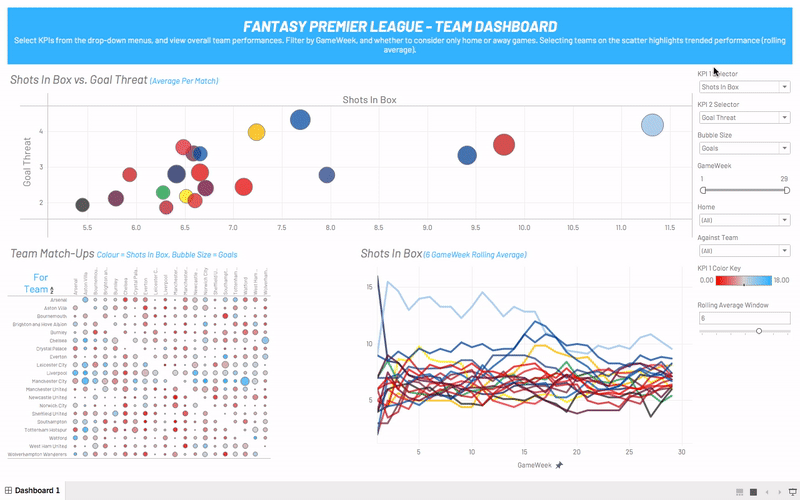 FANTASY PREMIER LEAGUE - TEAM DASHBOARD
Select KPIs from the drop-down menus, and view overall team performances. Filter by GameWeek, and whether to consider only home or away games. Selecting teams on the scatter highlights trended performance (rolling
average).
Shots In Box vs. Goal Threat (Average Per Match)
Shots In Box
Goal Threat
4
3
2
5.5 6.0 6.5 7.0 7.5 8.0 8.5 9.0 9.5 10.0 10.5 11.0 11.5
KPI 1 Selector
Shots In Box
KPI 2 Selector
Goal Threat
Bubble Size
Goals
GameWeek
1 29
Home
(All)
Against Team
(All)
KPI 1 Color Key
0.00 18.00
Rolling Average Window
6
Team Match-Ups Colour = Shots In Box, Bubble Size = Goals
For
Team
Arsenal
Aston Villa
Bournemouth
Brighton and Hove Albion
Burnley
Chelsea
Crystal Palace
Everton
Leicester City
Liverpool
Manchester City
Manchester United
Newcastle United
Norwich City
Sheffield United
Southampton
Tottenham Hotspur
Watford
West Ham United
Wolverhampton Wanderers
Shots In Box (6 GameWeek Rolling Average)
15
10
5
5 10 15 20 25 30
GameWeek
Dashboard 1